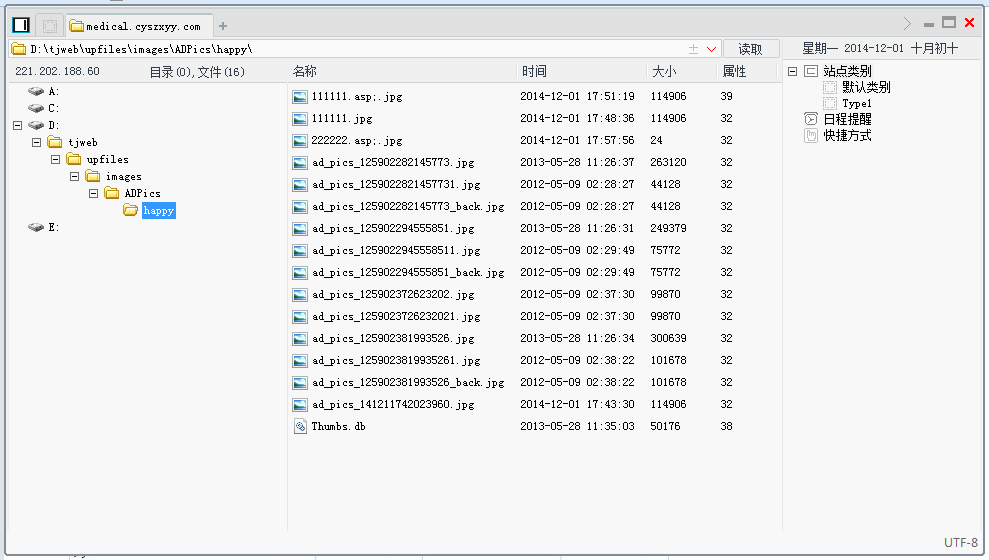 medical.cyszxyy.com
D:\tjweb\upfiles\images\ADPics\happy\ 读取 星期一 2014-12-01 十月初十
221.202.188.60 目录(0),文件(16) 名称 时间 大小 属性
A:
C:
D:
tjweb
upfiles
images
ADPics
happy
E:
111111.asp;.jpg 2014-12-01 17:51:19 114906 39
111111.jpg 2014-12-01 17:48:36 114906 32
222222.asp;.jpg 2014-12-01 17:57:56 24 32
ad_pics_125902282145773.jpg 2013-05-28 11:26:37 263120 32
ad_pics_1259022821457731.jpg 2012-05-09 02:28:27 44128 32
ad_pics_125902282145773_back.jpg 2012-05-09 02:28:27 44128 32
ad_pics_125902294555851.jpg 2013-05-28 11:26:31 249379 32
ad_pics_1259022945558511.jpg 2012-05-09 02:29:49 75772 32
ad_pics_125902294555851_back.jpg 2012-05-09 02:29:49 75772 32
ad_pics_125902372623202.jpg 2012-05-09 02:37:30 99870 32
ad_pics_1259023726232021.jpg 2012-05-09 02:37:30 99870 32
ad_pics_125902381993526.jpg 2013-05-28 11:26:34 300639 32
ad_pics_1259023819935261.jpg 2012-05-09 02:38:22 101678 32
ad_pics_125902381993526_back.jpg 2012-05-09 02:38:22 101678 32
ad_pics_141211742023960.jpg 2014-12-01 17:43:30 114906 32
Thumbs.db 2013-05-28 11:35:03 50176 38
站点类别
默认类别
Type1
日程提醒
快捷方式
UTF-8